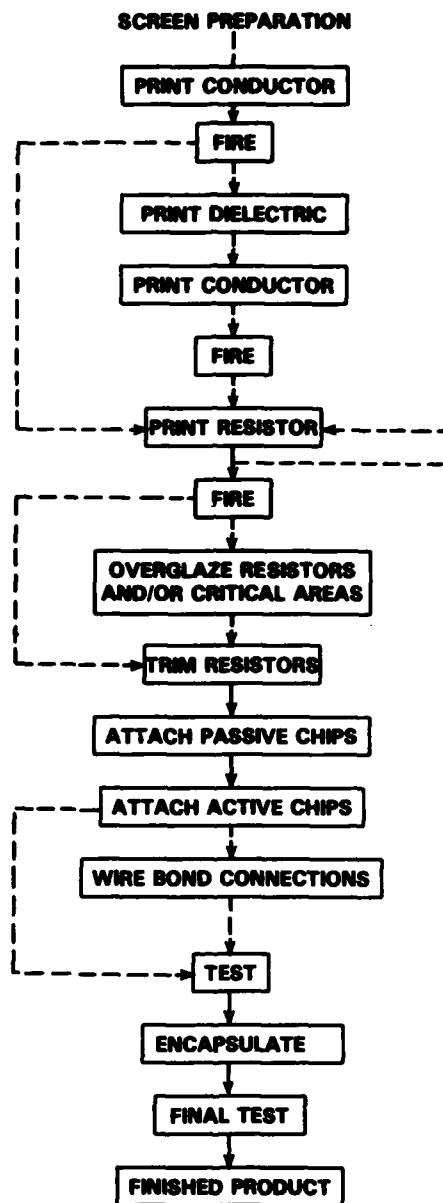 SCREEN PREPARATION
PRINT CONDUCTOR
FIRE
PRINT DIELECTRIC
PRINT CONDUCTOR
FIRE
PRINT RESISTOR
FIRE
OVERGLAZE RESISTORS
AND/OR CRITICAL AREAS
TRIM RESISTORS
ATTACH PASSIVE CHIPS
ATTACH ACTIVE CHIPS
WIRE BOND CONNECTIONS
TEST
ENCAPSULATE
FINAL TEST
FINISHED PRODUCT